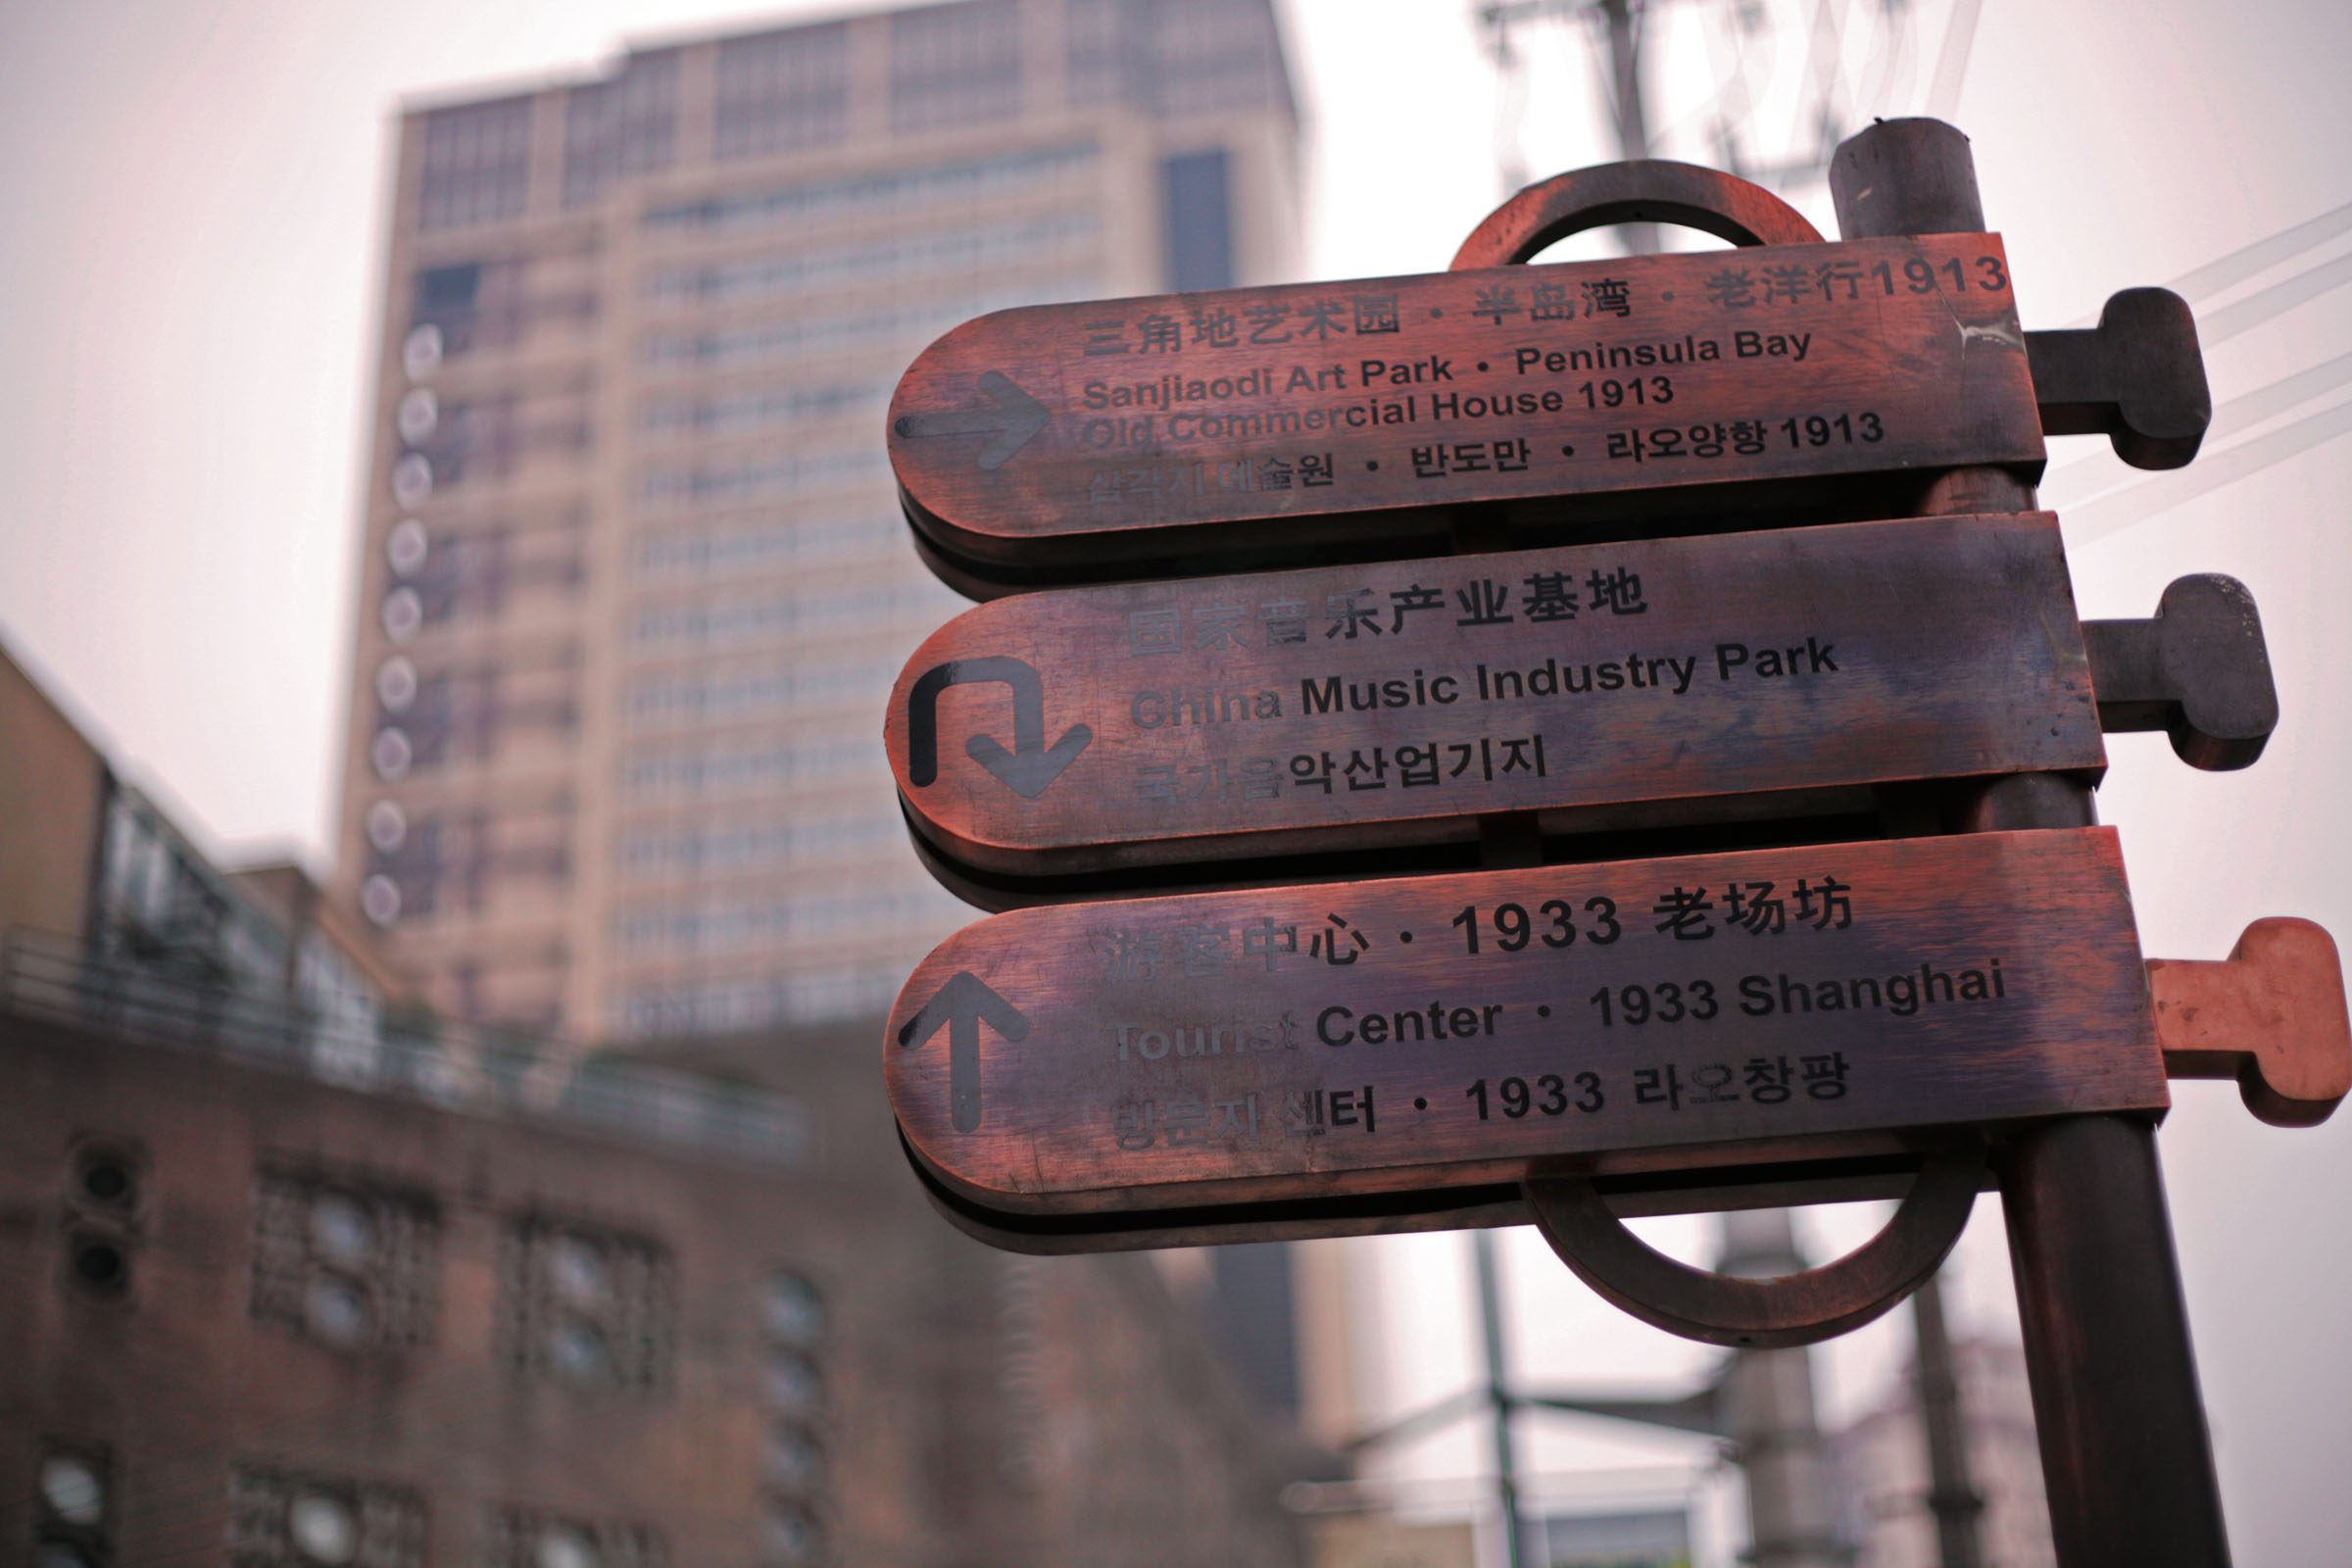 三角地艺术园 · 半岛湾 · 老洋行1913
Sanjiaodi Art Park • Peninsula Bay
Old Commercial House 1913
삼각지 예술원 • 반도만 • 라오양항 1913
国家音乐产业基地
China Music Industry Park
국가음악산업기지
游客中心 · 1933 老场坊
Tourist Center · 1933 Shanghai
방문자 센터 • 1933 라오창팡